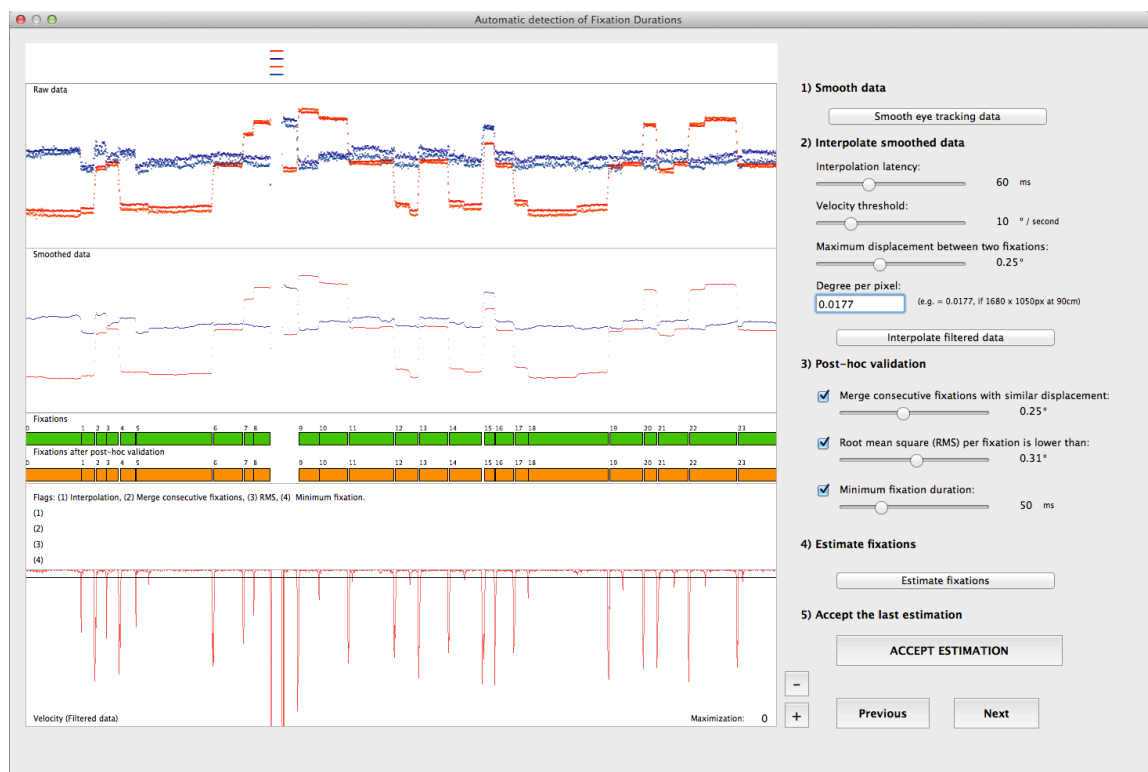 Automatic detection of Fixation Durations
Raw data
Smoothed data
Fixations
0 1 2 3 4 5 6 7 8 9 10 11 12 13 14 15 16 17 18 19 20 21 22 23
Fixations after post-hoc validation
0 1 2 3 4 5 6 7 8 9 10 11 12 13 14 15 16 17 18 19 20 21 22 23
Flags: (1) Interpolation, (2) Merge consecutive fixations, (3) RMS, (4) Minimum fixation.
(1)
(2)
(3)
(4)
Velocity (Filtered data)
Maximization: 0
1) Smooth data
Smooth eye tracking data
2) Interpolate smoothed data
Interpolation latency:
60 ms
Velocity threshold:
10 ° / second
Maximum displacement between two fixations:
0.25°
Degree per pixel:
0.0177 (e.g. = 0.0177, if 1680 x 1050px at 90cm)
Interpolate filtered data
3) Post-hoc validation
Merge consecutive fixations with similar displacement:
0.25°
Root mean square (RMS) per fixation is lower than:
0.31°
Minimum fixation duration:
50 ms
4) Estimate fixations
Estimate fixations
5) Accept the last estimation
ACCEPT ESTIMATION
-
+
Previous
Next